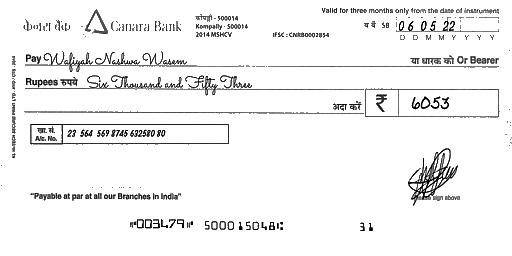 केनरा बैंक Canara Bank
कोंपल्ली - 500014
Kompally - 500014
2014 MSHCV
IFSC : CNRB0002854
Valid for three months only from the date of instrument
SB 06 05 22
D D M M Y Y Y Y
Pay Wafiyah Nashwa Wasem या धारक को Or Bearer
Rupees रुपये Six Thousand and Fifty Three
अदा करें ₹ 6053
खा. सं.
A/c. No. 23 564 569 8745 632580 80
Please sign above
"Payable at par at all our Branches in India"
⑈003479⑈ 500015048⑆ 31